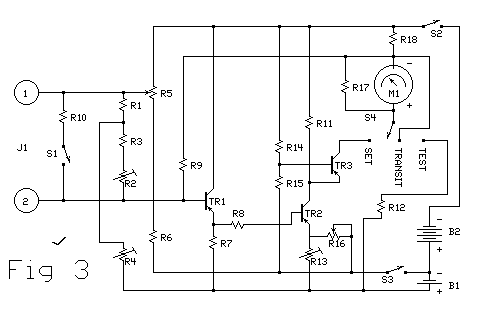 S2
R18
-
1
R1
R5
R17
M1
R10
+
S4
R11
J1
S1
R3
R14
TR3
SET
TRANSIT
TEST
R9
R2
R15
2
TR1
R8
TR2
R12
R6
R7
R16
-
B2
+
R4
R13
S3
-
B1
+
Fig 3